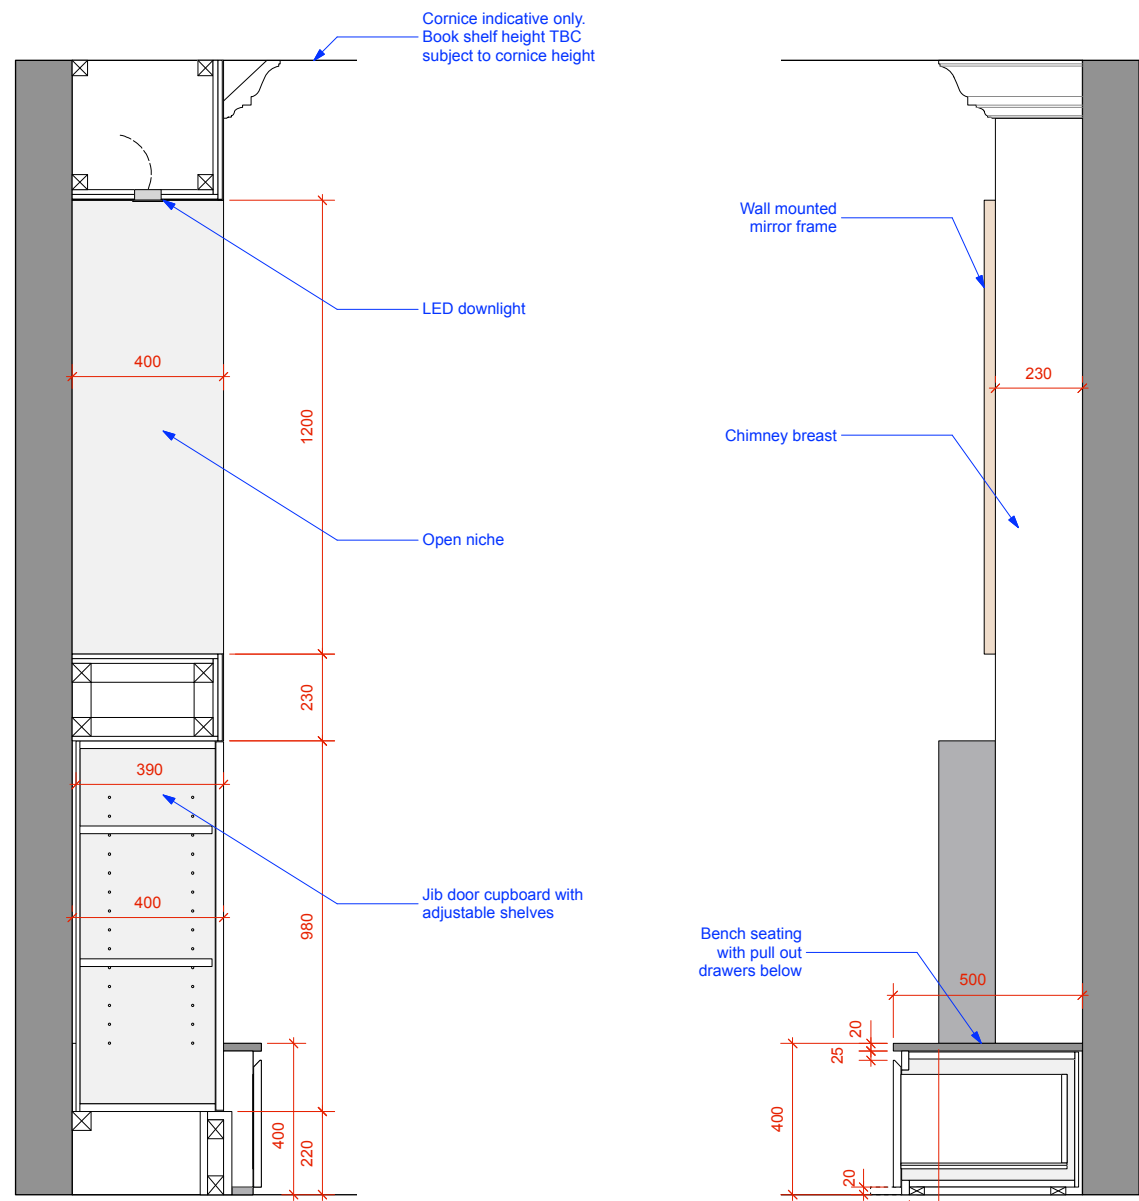 Cornice indicative only.
Book shelf height TBC
subject to cornice height
Wall mounted
mirror frame
LED downlight
400
230
1200
Chimney breast
Open niche
230
390
Jib door cupboard with
adjustable shelves
400
980
Bench seating
with pull out
drawers below
500
20
25
400
220
400
20